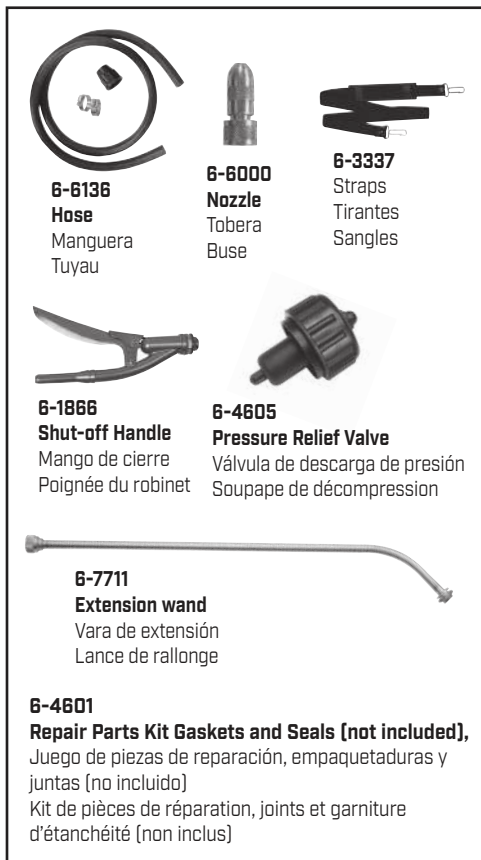 6-6136
Hose
Manguera
Tuyau
6-6000
Nozzle
Tobera
Buse
6-3337
Straps
Tirantes
Sangles
6-1866
Shut-off Handle
Mango de cierre
Poignée du robinet
6-4605
Pressure Relief Valve
Válvula de descarga de presión
Soupape de décompression
6-7711
Extension wand
Vara de extensión
Lance de rallonge
6-4601
Repair Parts Kit Gaskets and Seals (not included),
Juego de piezas de reparación, empaquetaduras y
juntas (no incluido)
Kit de pièces de réparation, joints et garniture
d'étanchéité (non inclus)